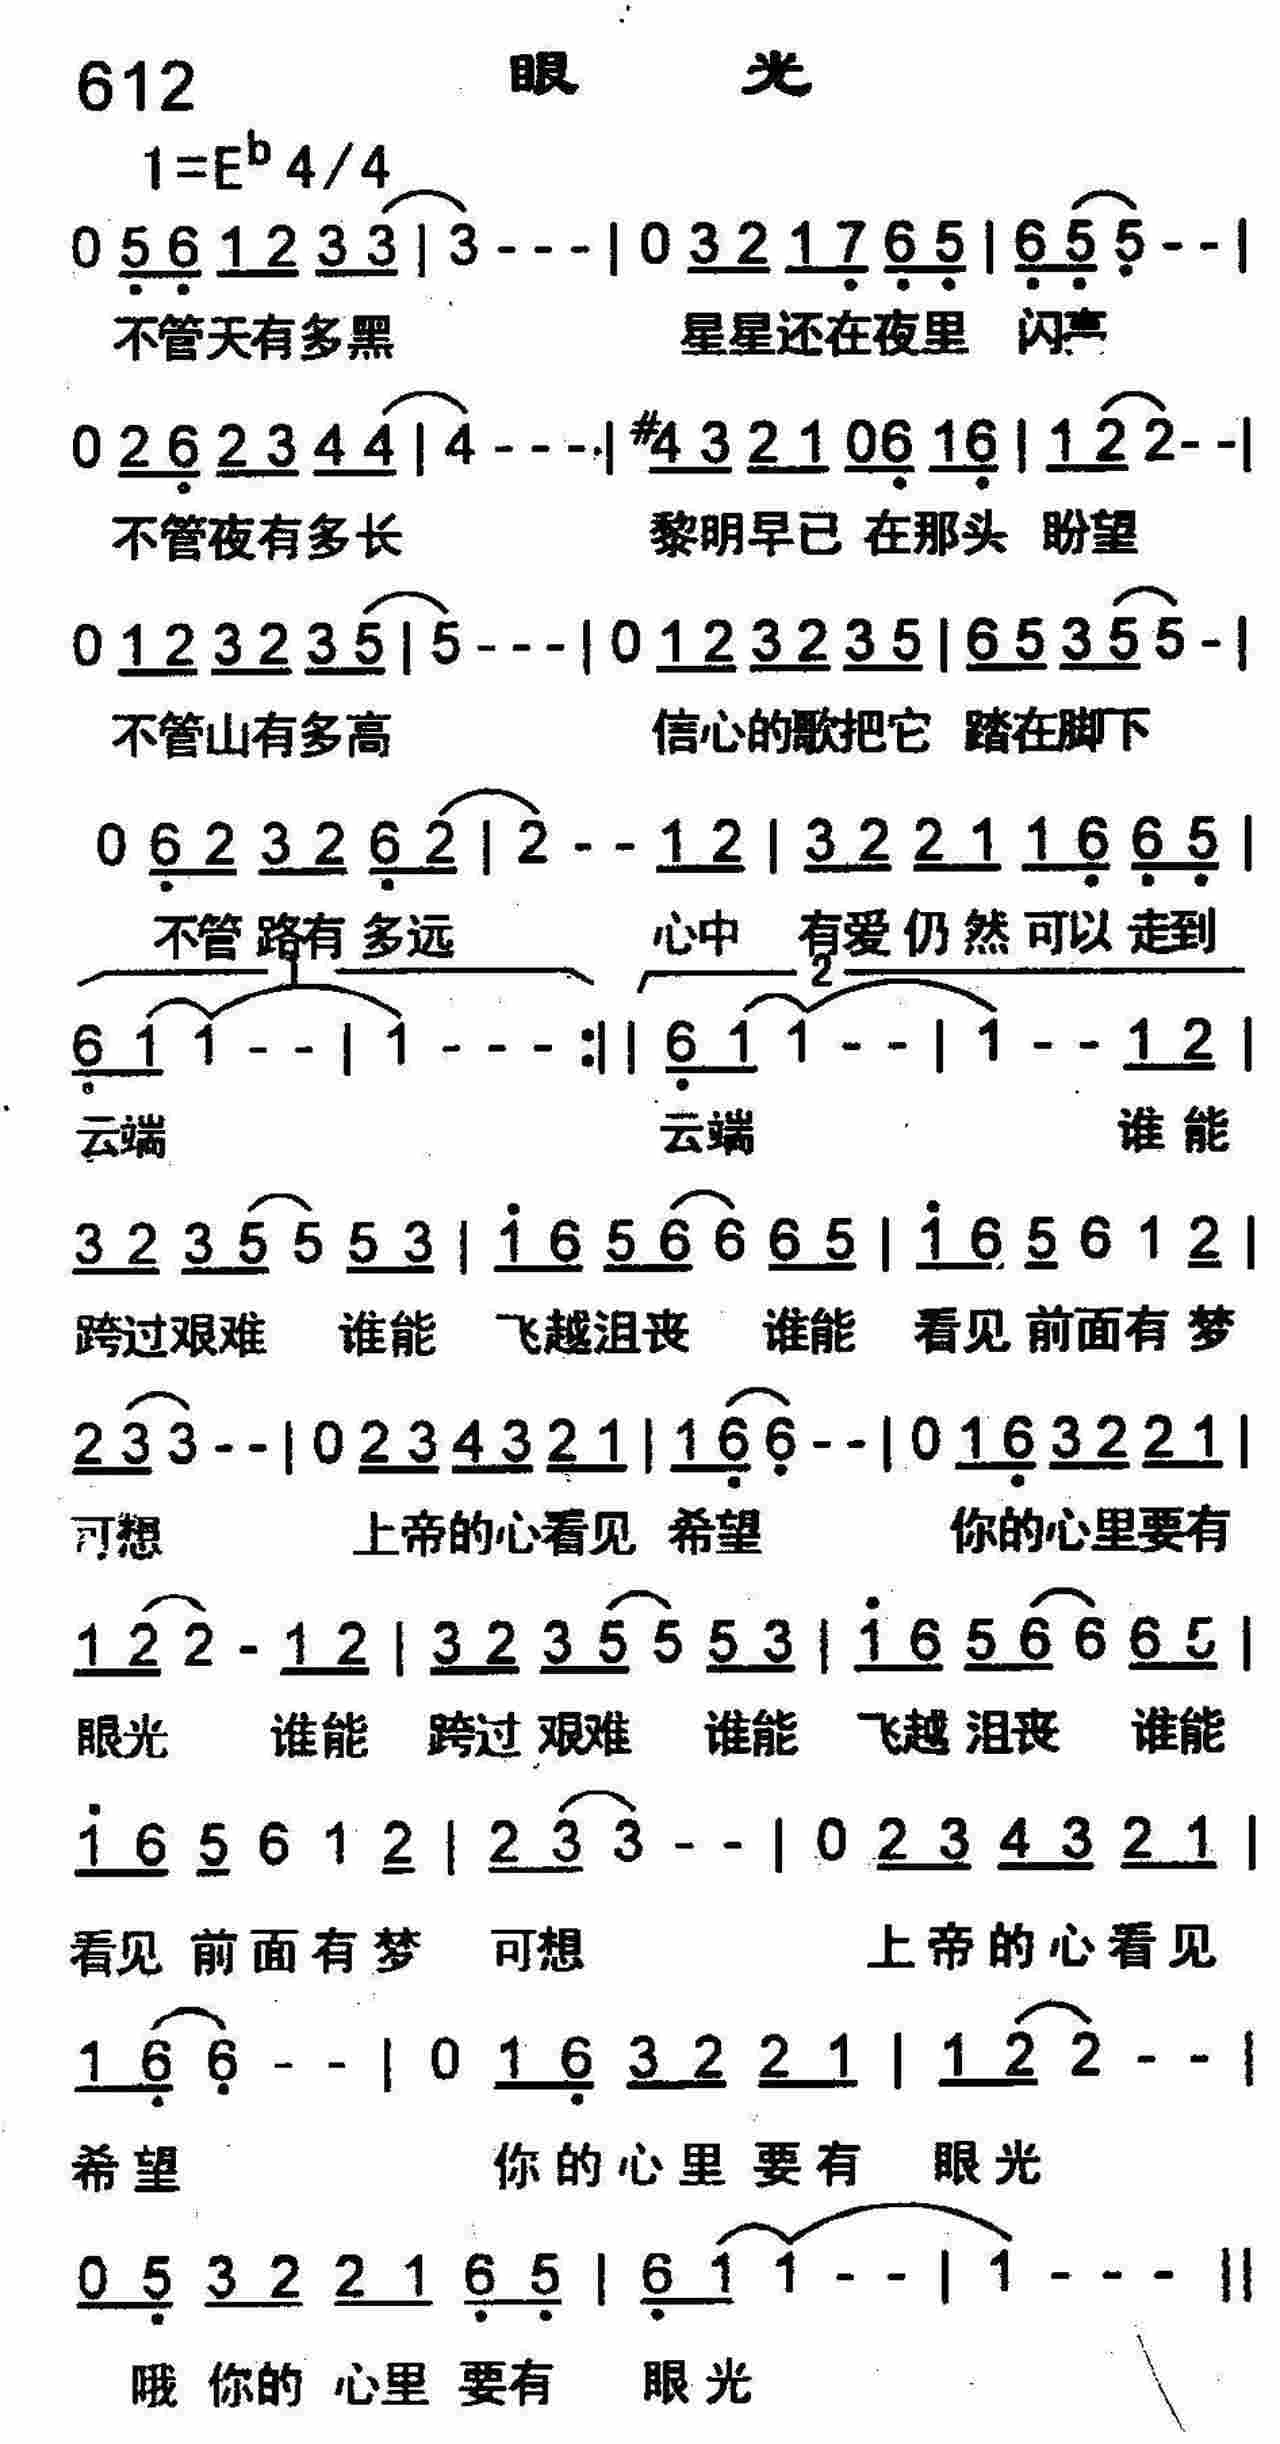 612 眼 光
1=E♭ 4/4
0 5 6 1 2 3 3 | 3 - - - | 0 3 2 1 7 6 5 | 6 5 5 - - |
不管天有多黑 星星还在夜里 闪亮
0 2 6 2 3 4 4 | 4 - - - | #4 3 2 1 0 6 1 6 | 1 2 2 - - |
不管夜有多长 黎明早已 在那头 盼望
0 1 2 3 2 3 5 | 5 - - - | 0 1 2 3 2 3 5 | 6 5 3 5 5 - |
不管山有多高 信心的歌把它 踏在脚下
0 6 2 3 2 6 2 | 2 - - 1 2 | 3 2 2 1 1 6 6 5 |
不管 路有 多远 心中 有爱 仍然 可以 走到
1 2
6 1 1 - - | 1 - - - :|| 6 1 1 - - | 1 - - 1 2 |
云端 云端 谁能
3 2 3 5 5 5 3 | 1 6 5 6 6 6 5 | 1 6 5 6 1 2 |
跨过艰难 谁能 飞越沮丧 谁能 看见 前面有 梦
2 3 3 - - | 0 2 3 4 3 2 1 | 1 6 6 - - | 0 1 6 3 2 2 1 |
可想 上帝的心看见 希望 你的心里要有
1 2 2 - 1 2 | 3 2 3 5 5 5 3 | 1 6 5 6 6 6 5 |
眼光 谁能 跨过 艰难 谁能 飞越 沮丧 谁能
1 6 5 6 1 2 | 2 3 3 - - | 0 2 3 4 3 2 1 |
看见 前面有梦 可想 上帝的心看见
1 6 6 - - | 0 1 6 3 2 2 1 | 1 2 2 - - |
希望 你的心里 要有 眼光
0 5 3 2 2 1 6 5 | 6 1 1 - - | 1 - - - ||
哦 你的 心里 要有 眼光